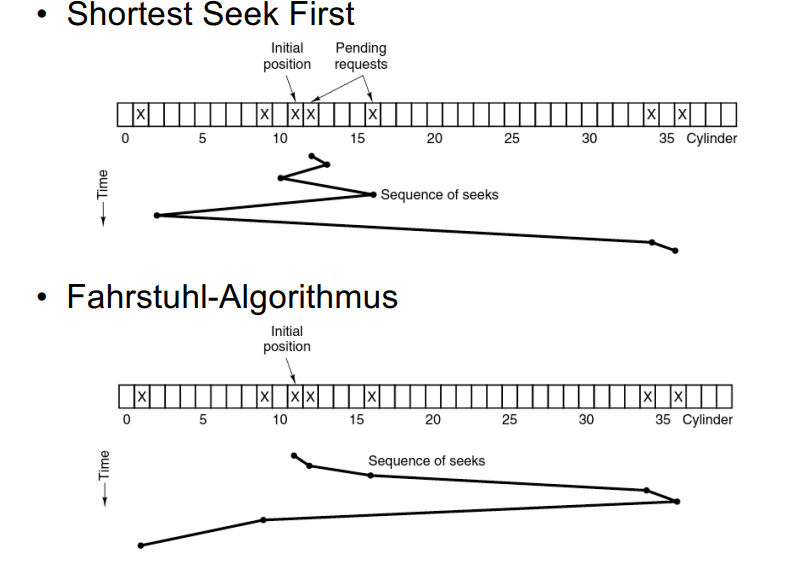 • Shortest Seek First
Initial position
Pending requests
X X X X X X X
0 5 10 15 20 25 30 35 Cylinder
Time
Sequence of seeks
• Fahrstuhl-Algorithmus
Initial position
X X X X X X X
0 5 10 15 20 25 30 35 Cylinder
Time
Sequence of seeks